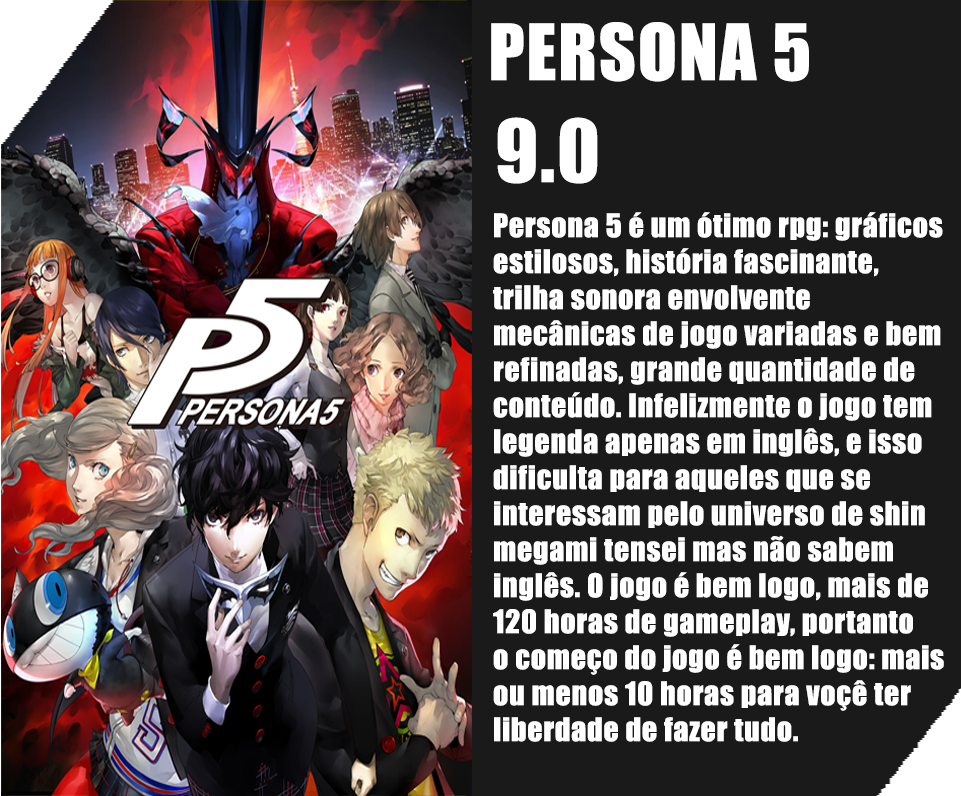 P5
PERSONA5
PERSONA 5
9.0
Persona 5 é um ótimo rpg: gráficos
estilosos, história fascinante,
trilha sonora envolvente
mecânicas de jogo variadas e bem
refinadas, grande quantidade de
conteúdo. Infelizmente o jogo tem
legenda apenas em inglês, e isso
dificulta para aqueles que se
interessam pelo universo de shin
megami tensei mas não sabem
inglês. O jogo é bem logo, mais de
120 horas de gameplay, portanto
o começo do jogo é bem logo: mais
ou menos 10 horas para voçê ter
liberdade de fazer tudo.